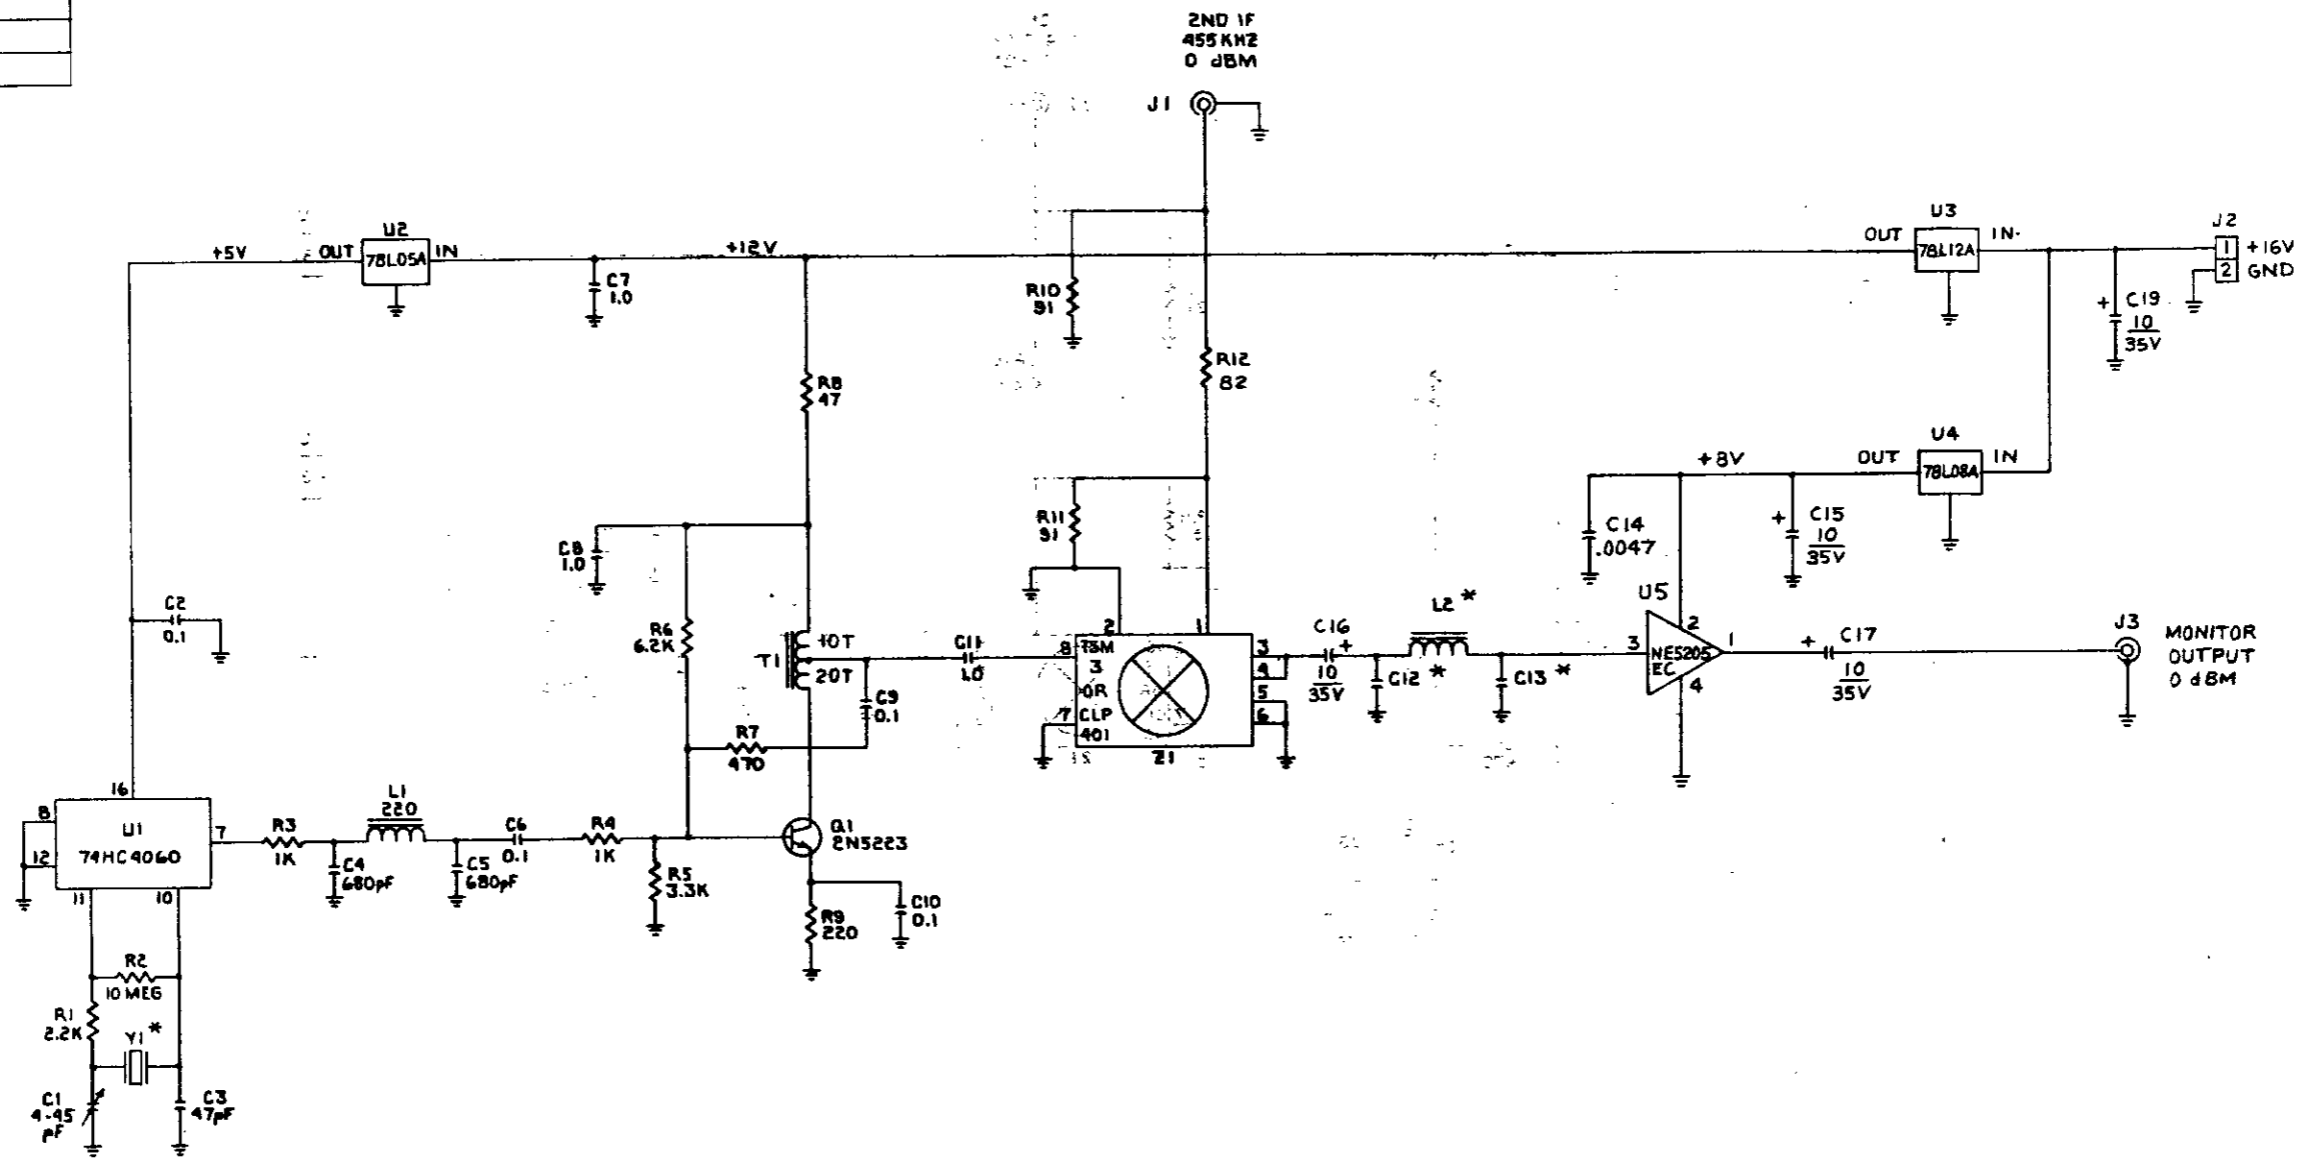 2ND IF
455KHZ
0 dBM
J1
U2
+5V
OUT
78L05A
IN
+12V
C7
1.0
R10
91
R12
82
U3
OUT
78L12A
IN
J2
1
+16V
2
GND
+
C19
10
35V
R8
47
U4
+8V
OUT
78L08A
IN
C14
.0047
+
C15
10
35V
C8
1.0
R11
91
C2
0.1
R6
6.2K
T1
10T
20T
C9
0.1
C11
1.0
2
1
8
TSM
3
OR
7
CLP
401
Z1
3
4
5
6
C16
+
10
35V
L2 *
C12 *
C13 *
U5
3
NE5205
EC
2
1
4
+
C17
10
35V
J3
MONITOR
OUTPUT
0 dBM
R7
470
16
8
12
U1
74HC4060
7
11
10
R3
1K
L1
220
C4
680pF
C5
680pF
C6
0.1
R4
1K
R5
3.3K
Q1
2N5223
R9
220
C10
0.1
R2
10 MEG
R1
2.2K
Y1 *
C1
4-45
pF
C3
47pF